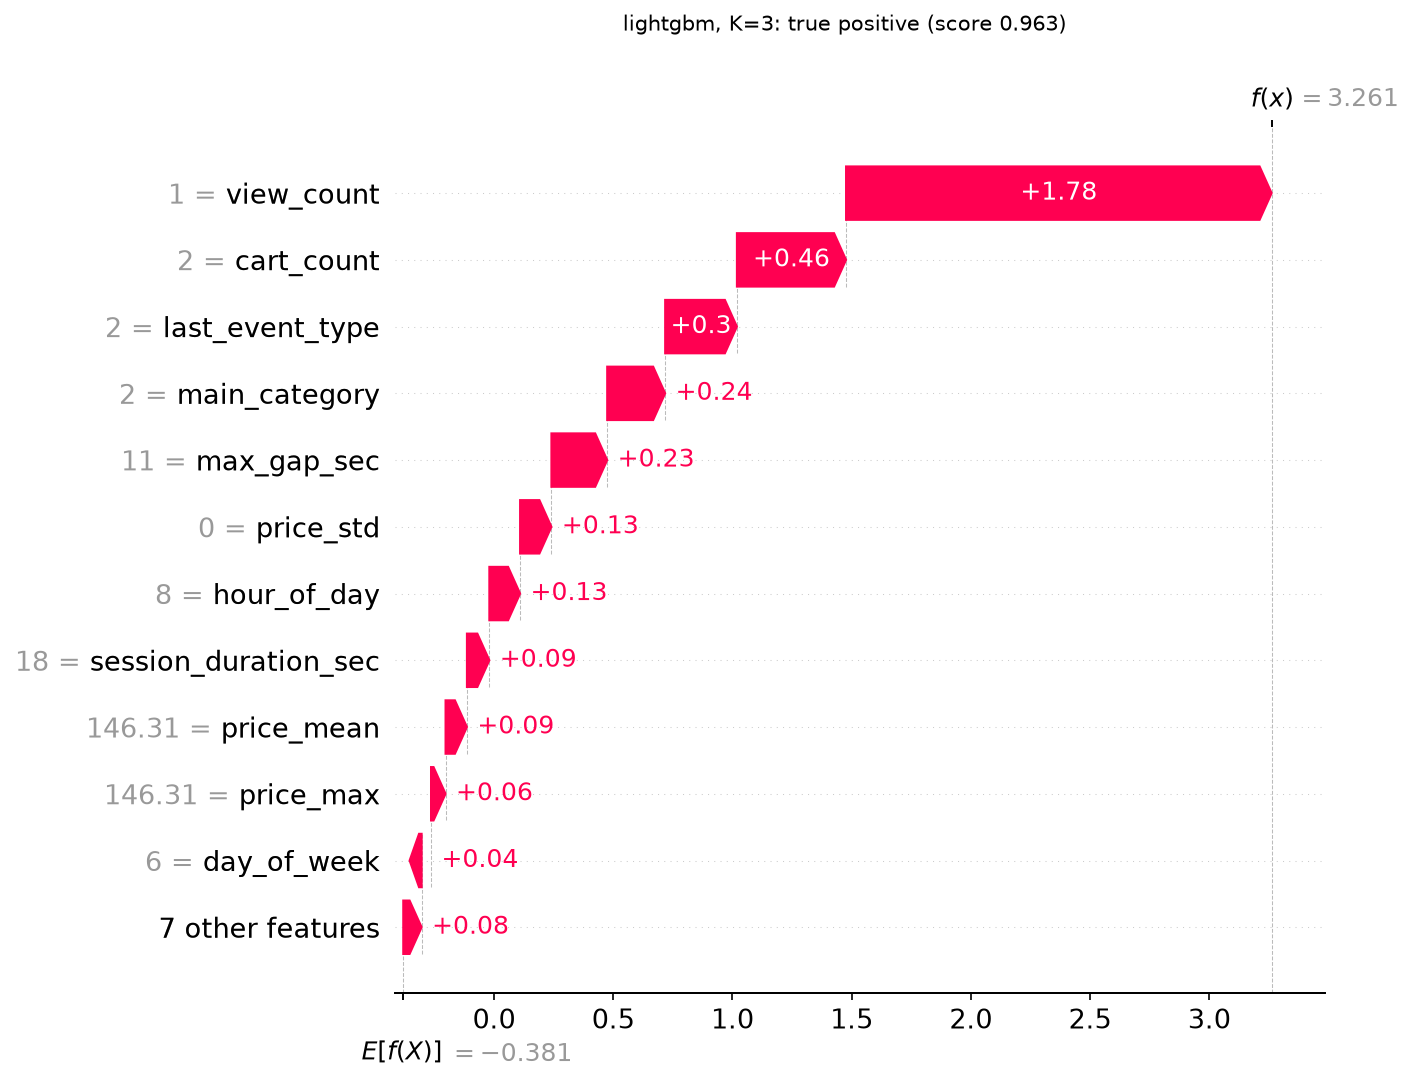 lightgbm, K=3: true positive (score 0.963)
f(x) = 3.261
1 = view_count +1.78
2 = cart_count +0.46
2 = last_event_type +0.3
2 = main_category +0.24
11 = max_gap_sec +0.23
0 = price_std +0.13
8 = hour_of_day +0.13
18 = session_duration_sec +0.09
146.31 = price_mean +0.09
146.31 = price_max +0.06
6 = day_of_week +0.04
7 other features +0.08
0.0 0.5 1.0 1.5 2.0 2.5 3.0
E[f(X)] = −0.381